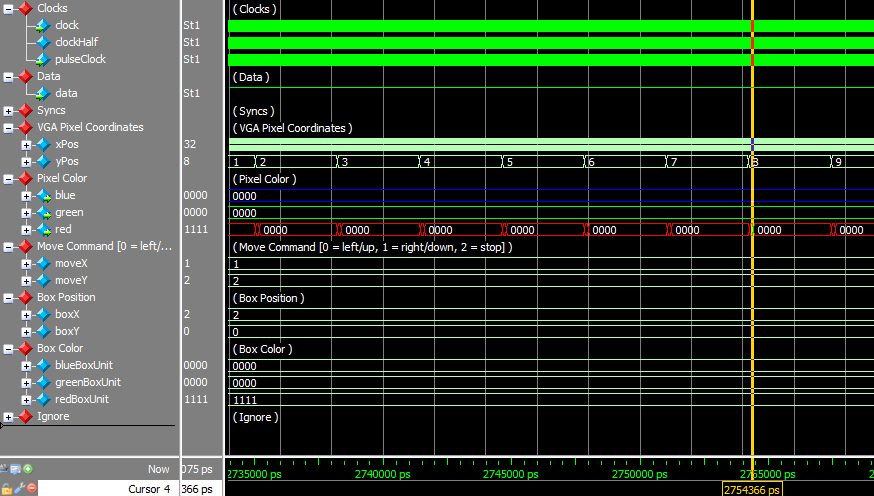 Clocks (Clocks )
clock St1
clockHalf St1
pulseClock St1
Data (Data )
data St1
Syncs (Syncs )
VGA Pixel Coordinates (VGA Pixel Coordinates )
xPos 32
yPos 8 1 2 3 4 5 6 7 8 9
Pixel Color (Pixel Color )
blue 0000 0000
green 0000 0000
red 1111 0000 0000 0000 0000 0000 0000 0000 0000
Move Command [0 = left/... (Move Command [0 = left/up, 1 = right/down, 2 = stop] )
moveX 1 1
moveY 2 2
Box Position (Box Position )
boxX 2 2
boxY 0 0
Box Color (Box Color )
blueBoxUnit 0000 0000
greenBoxUnit 0000 0000
redBoxUnit 1111 1111
Ignore (Ignore )
Now 075 ps 2735000 ps 2740000 ps 2745000 ps 2750000 ps 2755000 ps
Cursor 4 366 ps 2754366 ps